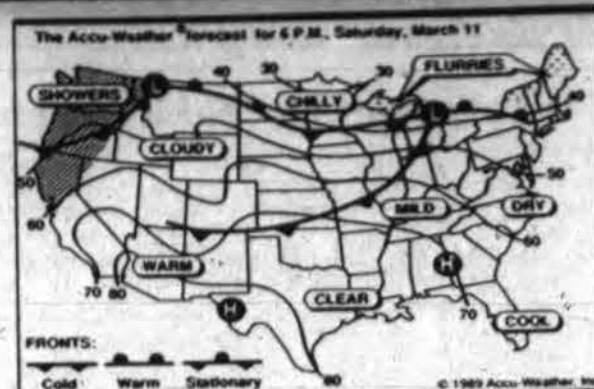 The Accu-Weather ® forecast for 6 P.M., Saturday, March 11
30 30 FLURRIES
40
SHOWERS L CHILLY L 40
CLOUDY
50 50
60 MILD DRY
60
WARM H
70 80 H CLEAR 70
COOL
FRONTS:
Cold Warm Stationary 80 © 1989 Accu-Weather, Inc.